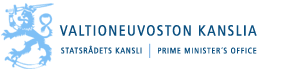 VALTIONEUVOSTON KANSLIA
STATSRÅDETS KANSLI | PRIME MINISTER'S OFFICE